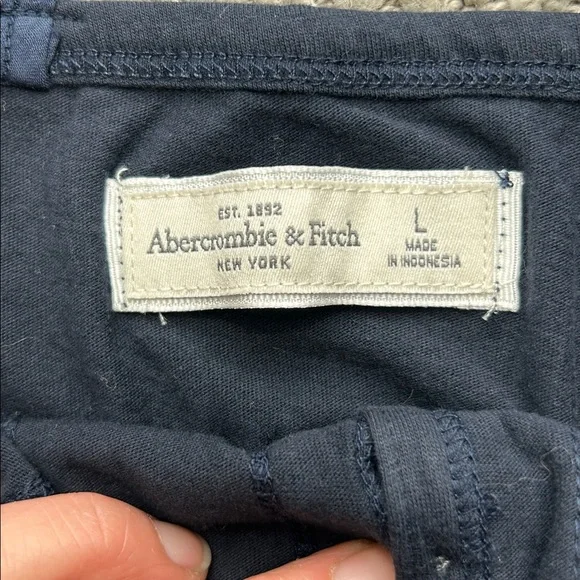 EST. 1892
Abercrombie & Fitch
NEW YORK
L
MADE
IN INDONESIA